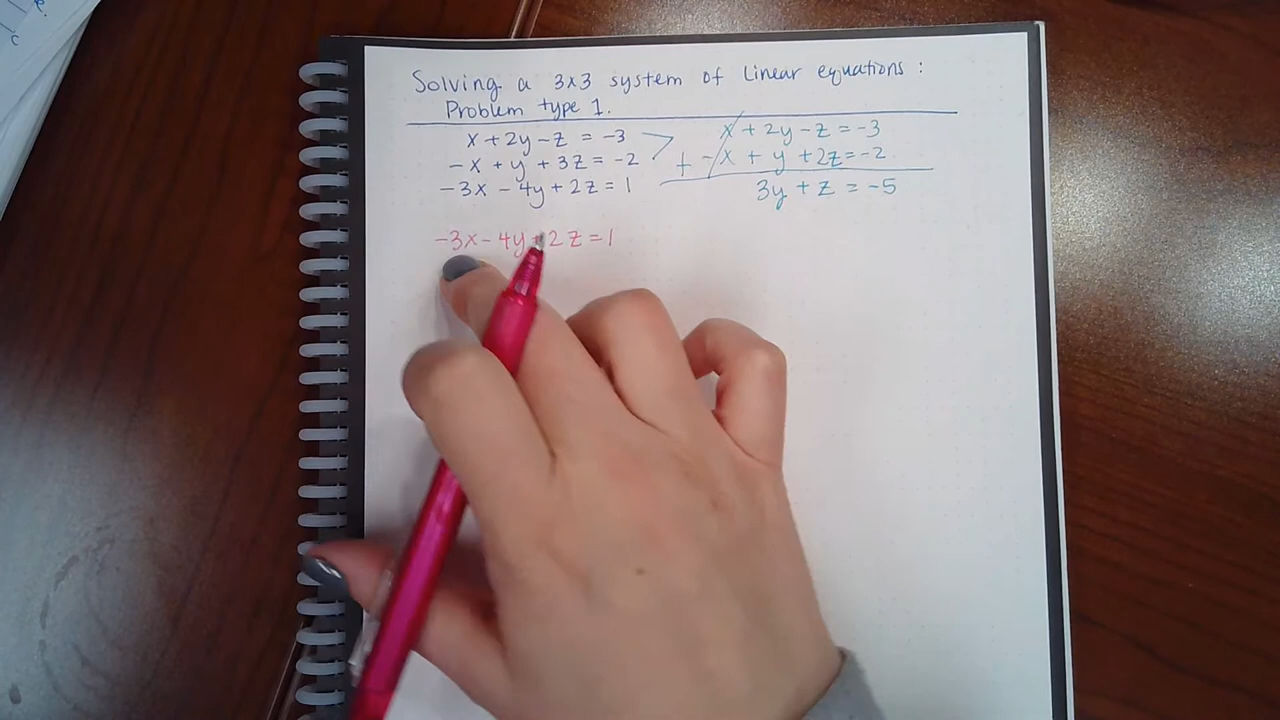 Solving a 3x3 system of linear equations :
Problem type 1.
x + 2y - z = -3
-x + y + 3z = -2
-3x - 4y + 2z = 1
x + 2y - z = -3
+ -x + y + 2z = -2
3y + z = -5
-3x - 4y + 2z = 1